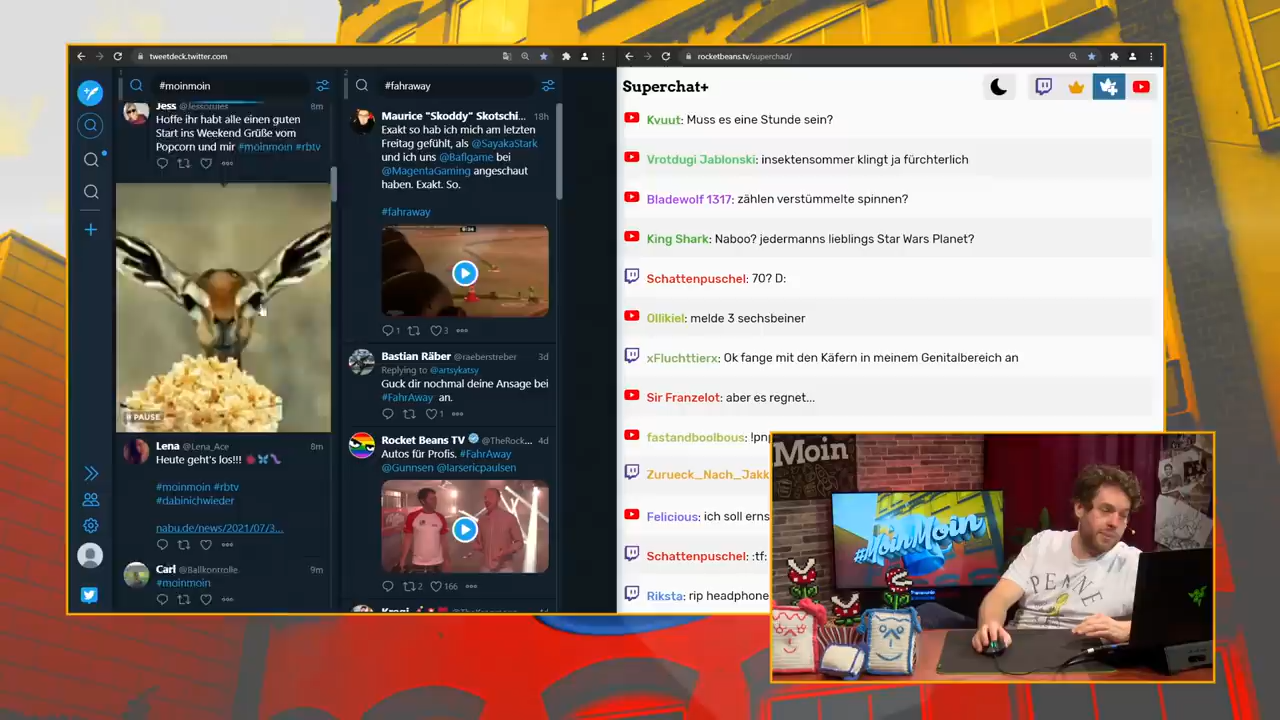 tweetdeck.twitter.com
1
#moinmoin
Jess @Jessofules 8m
Hoffe ihr habt alle einen guten
Start ins Weekend Grüße vom
Popcorn und mir #moinmoin #rbtv
PAUSE
Lena @Lena_Ace 8m
Heute geht's los!!!
#moinmoin #rbtv
#dabinichwieder
nabu.de/news/2021/07/3...
Carl @Ballkontrolle 9m
#moinmoin
2
#fahraway
Maurice "Skoddy" Skotschi... 18h
Exakt so hab ich mich am letzten
Freitag gefühlt, als @SayakaStark
und ich uns @Baflgame bei
@MagentaGaming angeschaut
haben. Exakt. So.
#fahraway
1 3
Bastian Räber @raeberstreber 3d
Replying to @artsykatsy
Guck dir nochmal deine Ansage bei
#FahrAway an.
1
Rocket Beans TV @TheRock... 4d
Autos für Profis. #FahrAway
@Gunnsen @larsericpaulsen
2 166
rocketbeans.tv/superchad/
Superchat+
Kvuut: Muss es eine Stunde sein?
Vrotdugi Jablonski: insektensommer klingt ja fürchterlich
Bladewolf 1317: zählen verstümmelte spinnen?
King Shark: Naboo? jedermanns lieblings Star Wars Planet?
Schattenpuschel: 70? D:
Ollikiel: melde 3 sechsbeiner
xFluchttierx: Ok fange mit den Käfern in meinem Genitalbereich an
Sir Franzelot: aber es regnet...
fastandboolbous: !pnp
Zurueck_Nach_Jakk
Felicious: ich soll erns
Schattenpuschel: :tf:
Riksta: rip headphone
Moin
#MoinMoin
PEANE